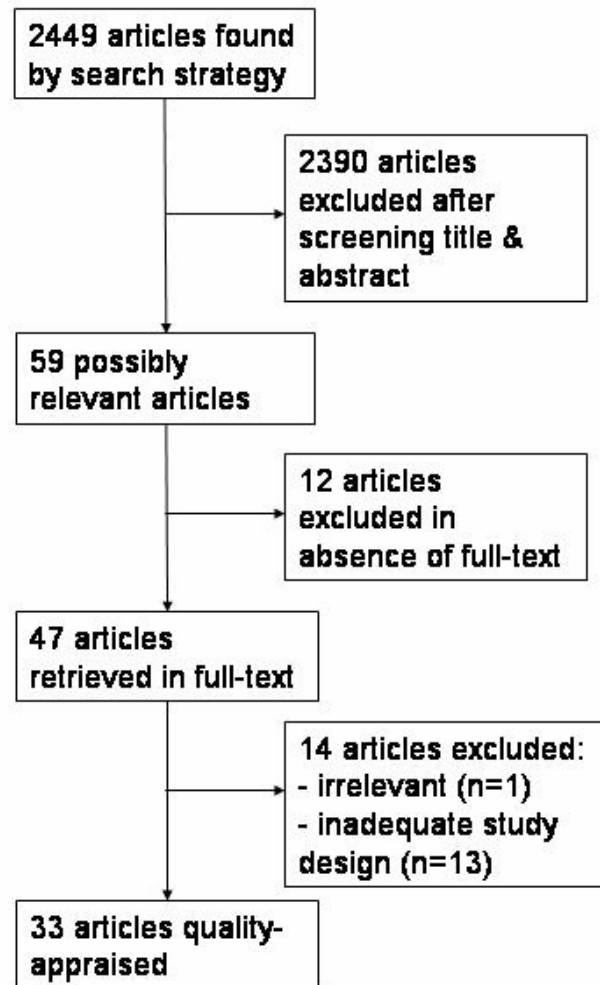 2449 articles found
by search strategy
2390 articles
excluded after
screening title &
abstract
59 possibly
relevant articles
12 articles
excluded in
absence of full-text
47 articles
retrieved in full-text
14 articles excluded:
- irrelevant (n=1)
- inadequate study
design (n=13)
33 articles quality-
appraised